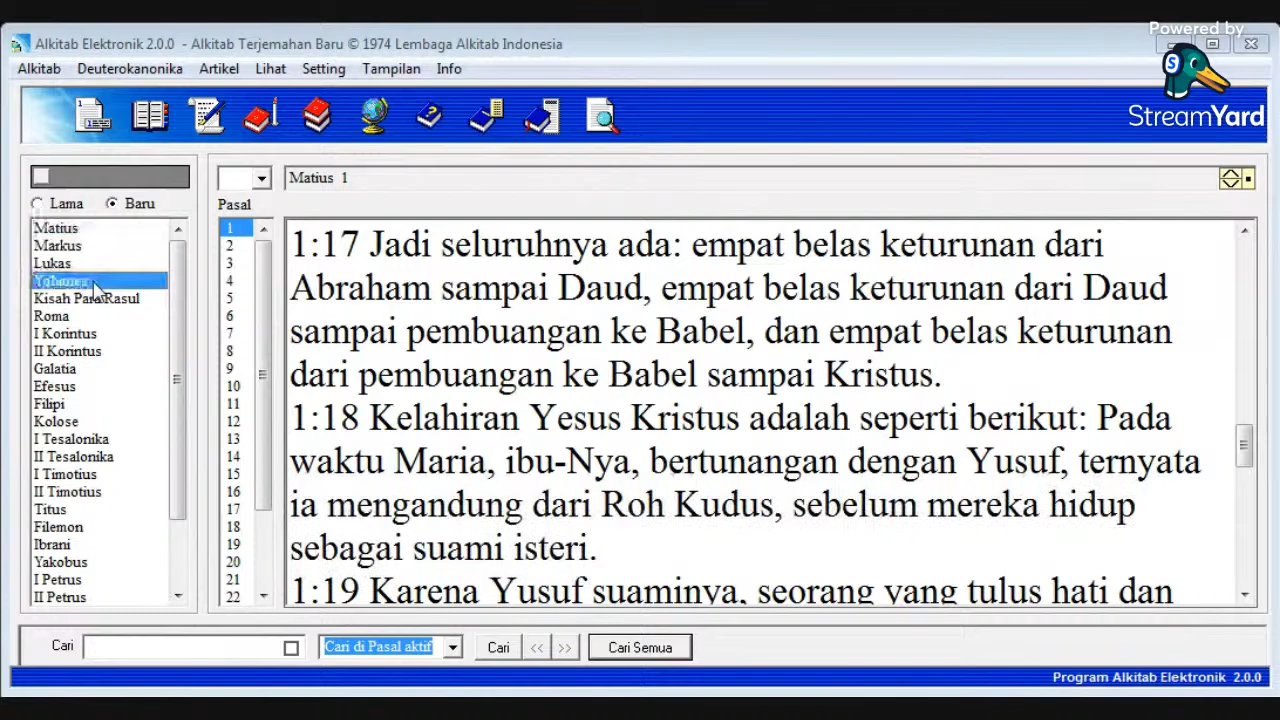 Powered by
StreamYard
Alkitab Elektronik 2.0.0 - Alkitab Terjemahan Baru © 1974 Lembaga Alkitab Indonesia
Alkitab Deuterokanonika Artikel Lihat Setting Tampilan Info
Lama Baru
Matius
Markus
Lukas
Kisah Para Rasul
Roma
I Korintus
II Korintus
Galatia
Efesus
Filipi
Kolose
I Tesalonika
II Tesalonika
I Timotius
II Timotius
Titus
Filemon
Ibrani
Yakobus
I Petrus
II Petrus
Matius 1
Pasal
1
2
3
4
5
6
7
8
9
10
11
12
13
14
15
16
17
18
19
20
21
22
1:17 Jadi seluruhnya ada: empat belas keturunan dari
Abraham sampai Daud, empat belas keturunan dari Daud
sampai pembuangan ke Babel, dan empat belas keturunan
dari pembuangan ke Babel sampai Kristus.
1:18 Kelahiran Yesus Kristus adalah seperti berikut: Pada
waktu Maria, ibu-Nya, bertunangan dengan Yusuf, ternyata
ia mengandung dari Roh Kudus, sebelum mereka hidup
sebagai suami isteri.
1:19 Karena Yusuf suaminya, seorang yang tulus hati dan
Cari Cari di Pasal aktif Cari << >> Cari Semua
Program Alkitab Elektronik 2.0.0